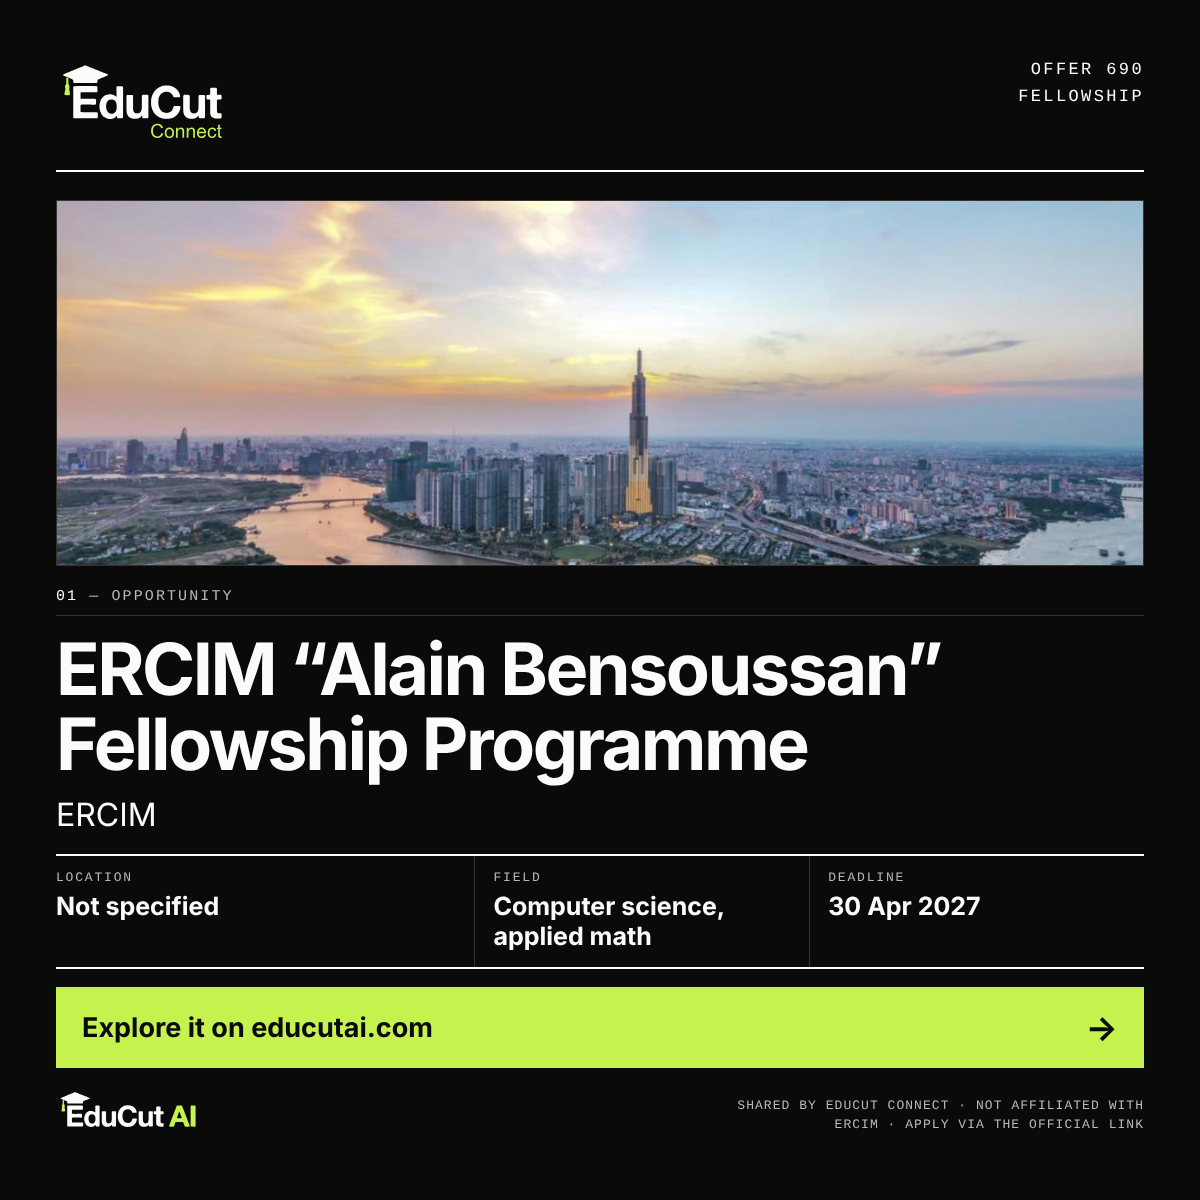 EduCut
Connect
OFFER 690
FELLOWSHIP
01 — OPPORTUNITY
ERCIM “Alain Bensoussan”
Fellowship Programme
ERCIM
LOCATION
Not specified
FIELD
Computer science,
applied math
DEADLINE
30 Apr 2027
Explore it on educutai.com →
EduCut AI
SHARED BY EDUCUT CONNECT · NOT AFFILIATED WITH
ERCIM · APPLY VIA THE OFFICIAL LINK